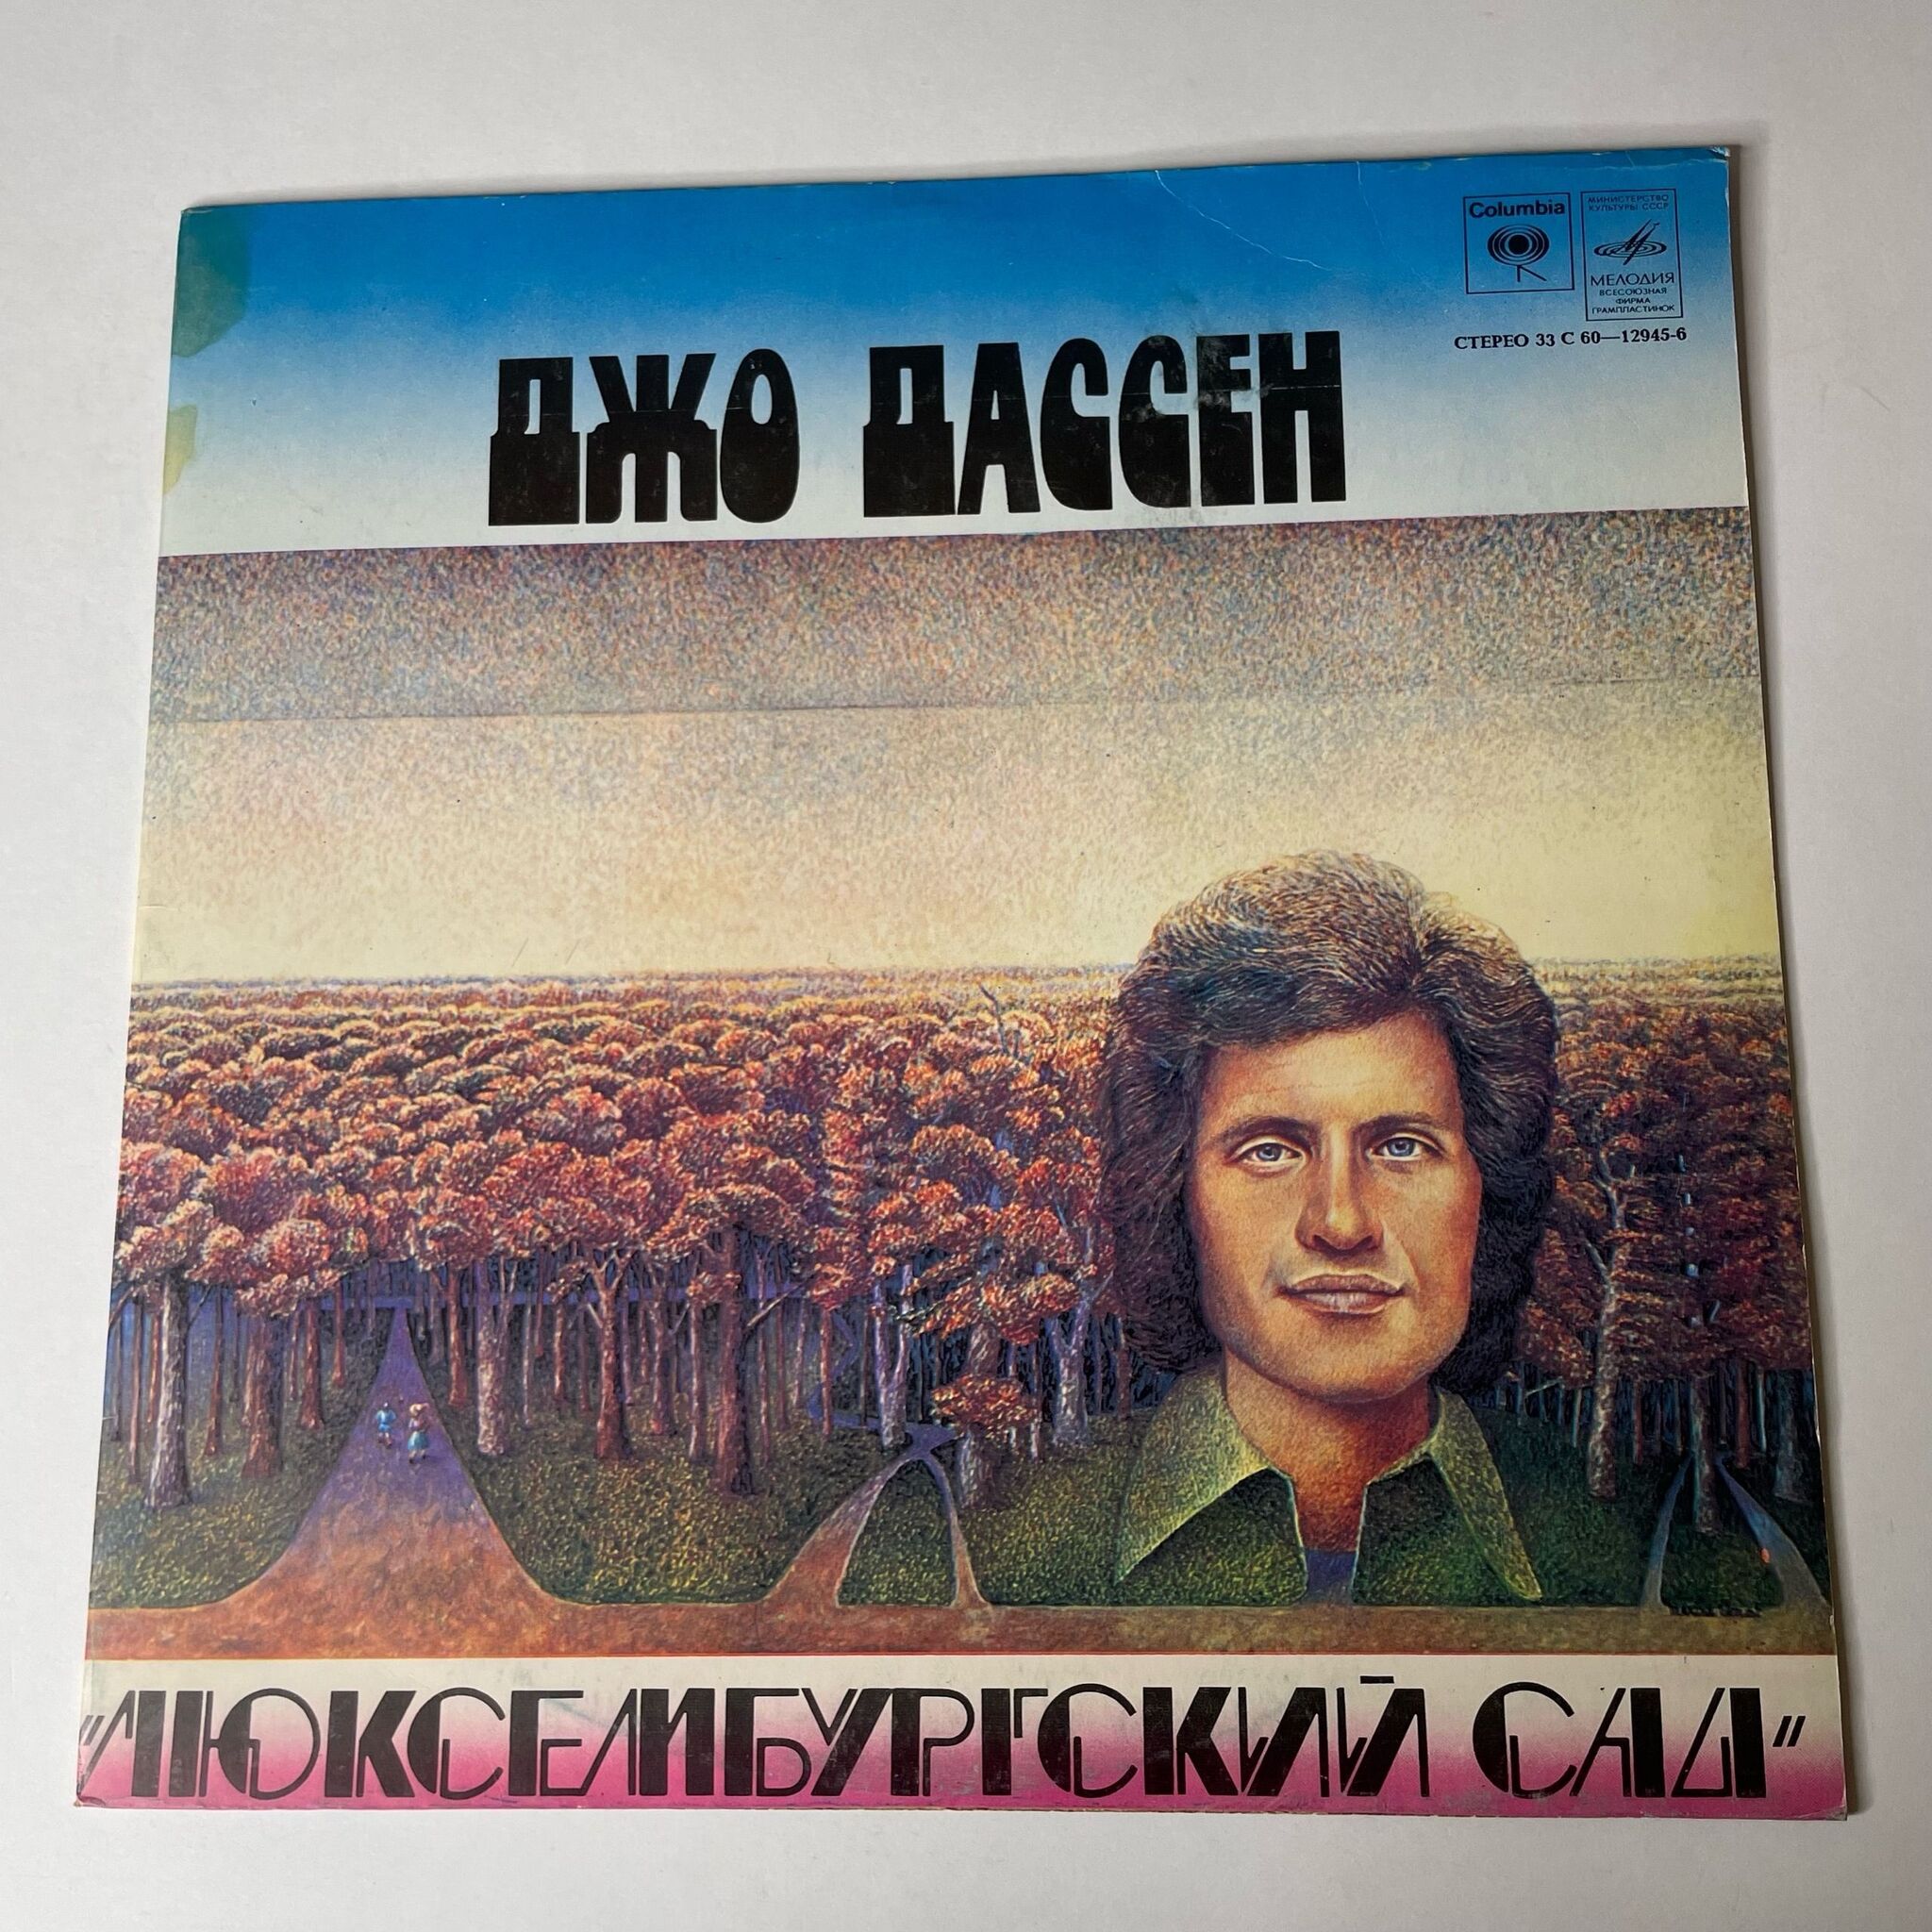 Columbia
МИНИСТЕРСТВО
КУЛЬТУРЫ СССР
МЕЛОДИЯ
ВСЕСОЮЗНАЯ
ФИРМА
ГРАМПЛАСТИНОК
СТЕРЕО 33 С 60—12945-6
ДЖО ДАССЕН
"ЛЮКСЕМБУРГСКИЙ САД"